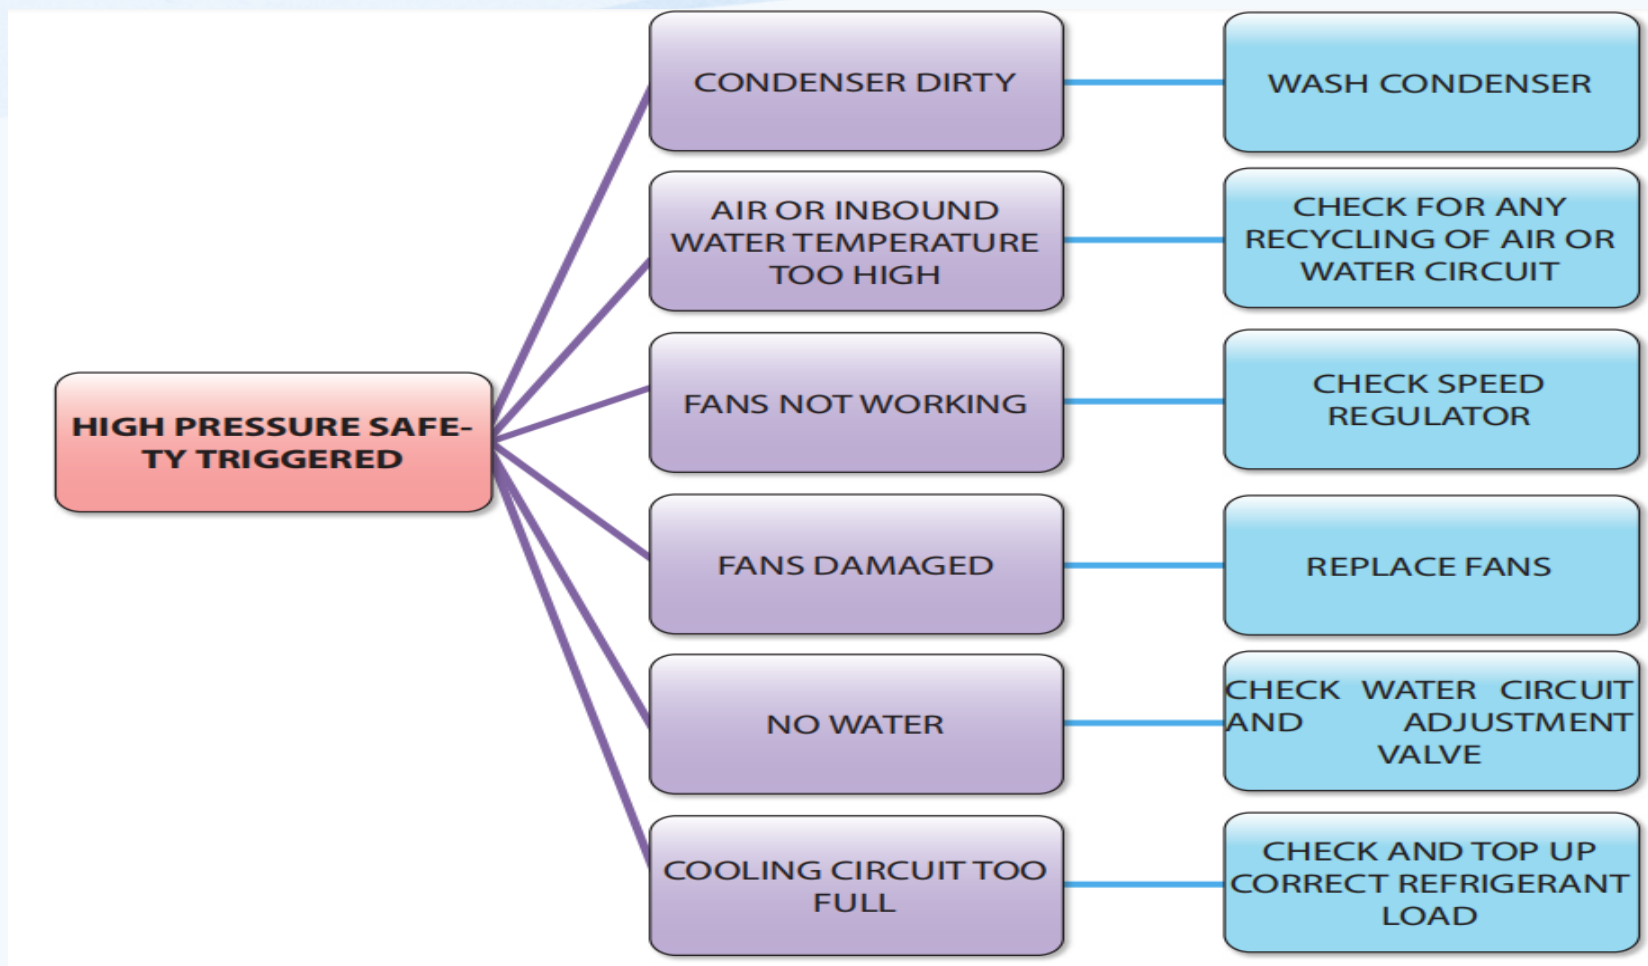 CONDENSER DIRTY
WASH CONDENSER
AIR OR INBOUND
WATER TEMPERATURE
TOO HIGH
CHECK FOR ANY
RECYCLING OF AIR OR
WATER CIRCUIT
HIGH PRESSURE SAFE-
TY TRIGGERED
FANS NOT WORKING
CHECK SPEED
REGULATOR
FANS DAMAGED
REPLACE FANS
NO WATER
CHECK WATER CIRCUIT
AND ADJUSTMENT
VALVE
COOLING CIRCUIT TOO
FULL
CHECK AND TOP UP
CORRECT REFRIGERANT
LOAD